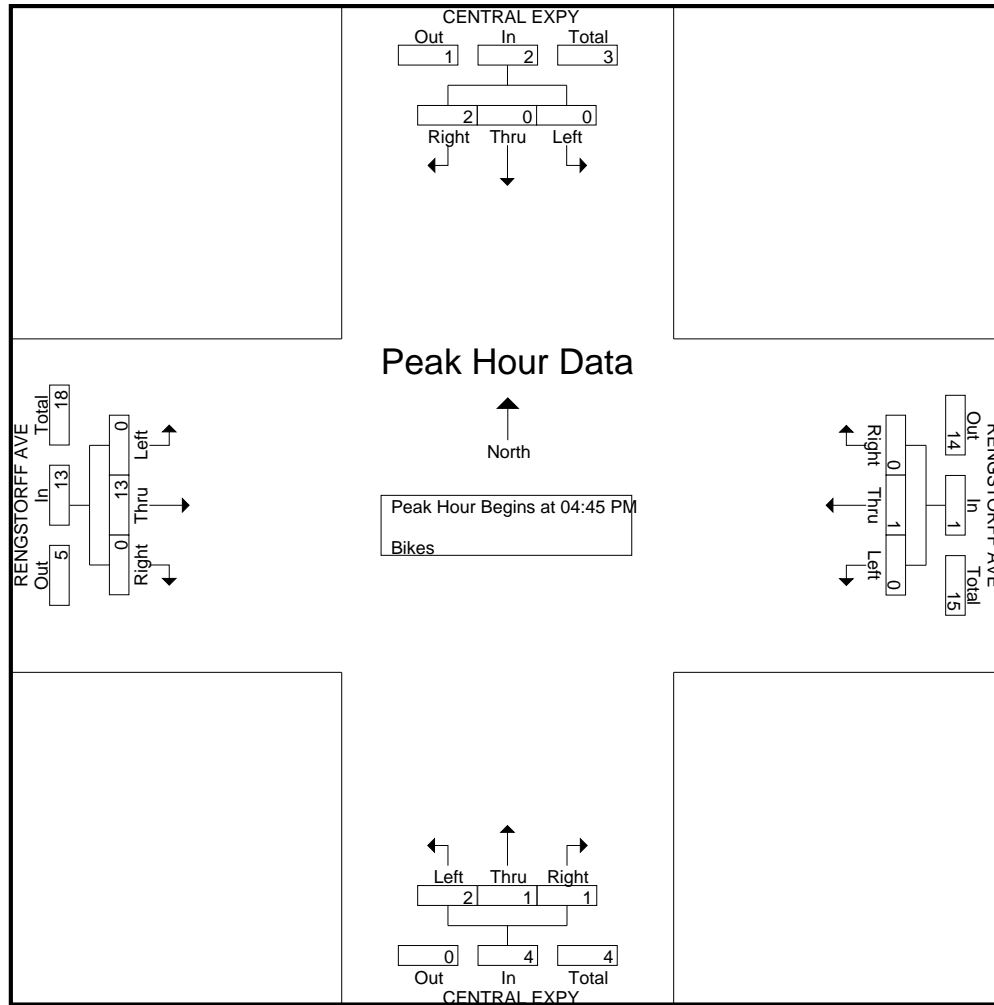 CENTRAL EXPY
Out In Total
1 2 3
2 0 0
Right Thru Left
Peak Hour Data
North
Peak Hour Begins at 04:45 PM
Bikes
RENGSTORFF AVE
Out In Total
5 13 18
0 13 0
Right Thru Left
RENGSTORFF AVE
Out In Total
14 1 15
Right Thru Left
0 1 0
Left Thru Right
2 1 1
0 4 4
Out In Total
CENTRAL EXPY